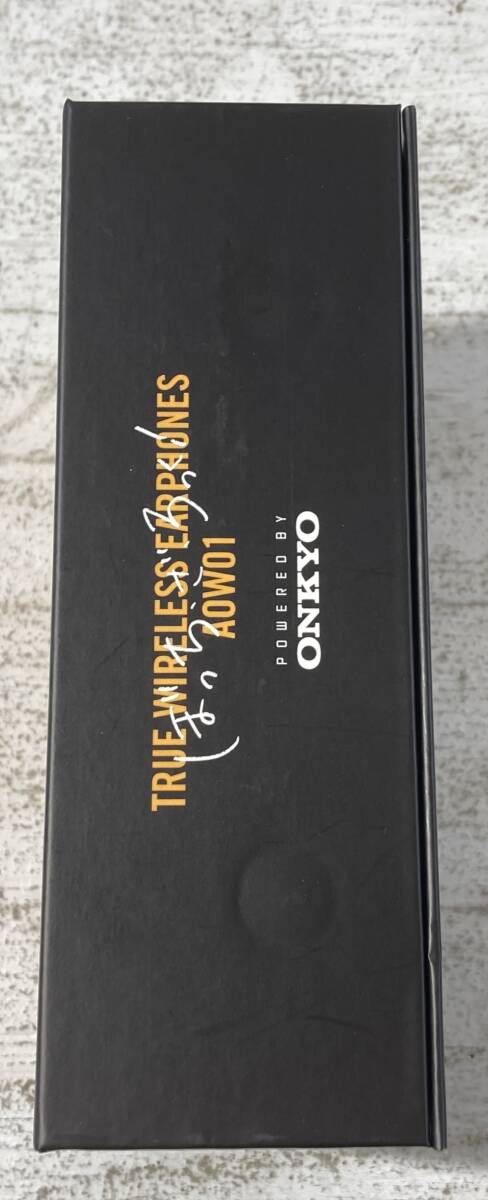 TRUE WIRELESS EARPHONES
AOW01
POWERED BY
ONKYO